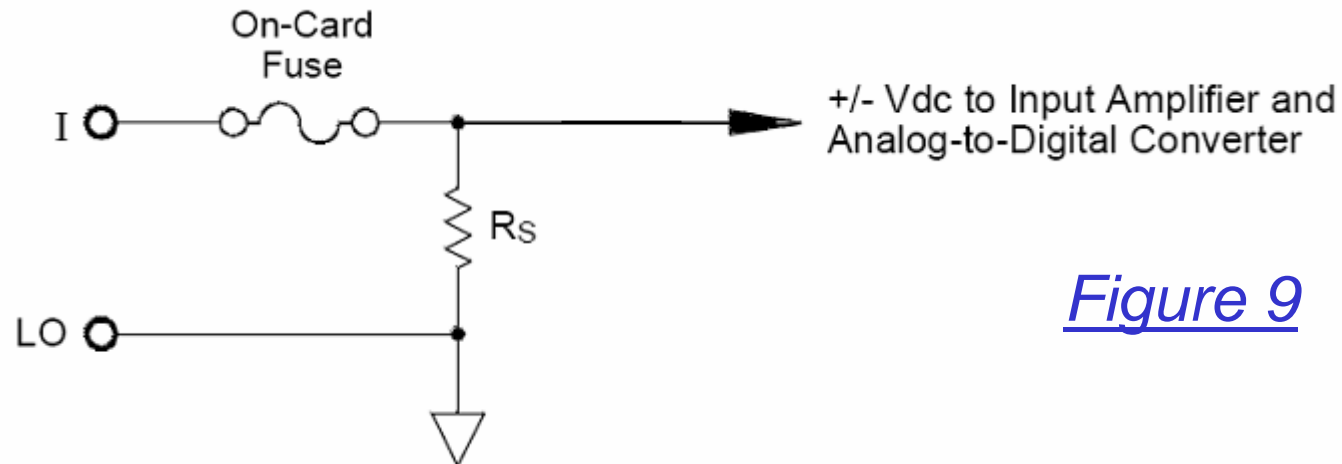 On-Card
Fuse
I
+/- Vdc to Input Amplifier and
Analog-to-Digital Converter
RS
Figure 9
LO